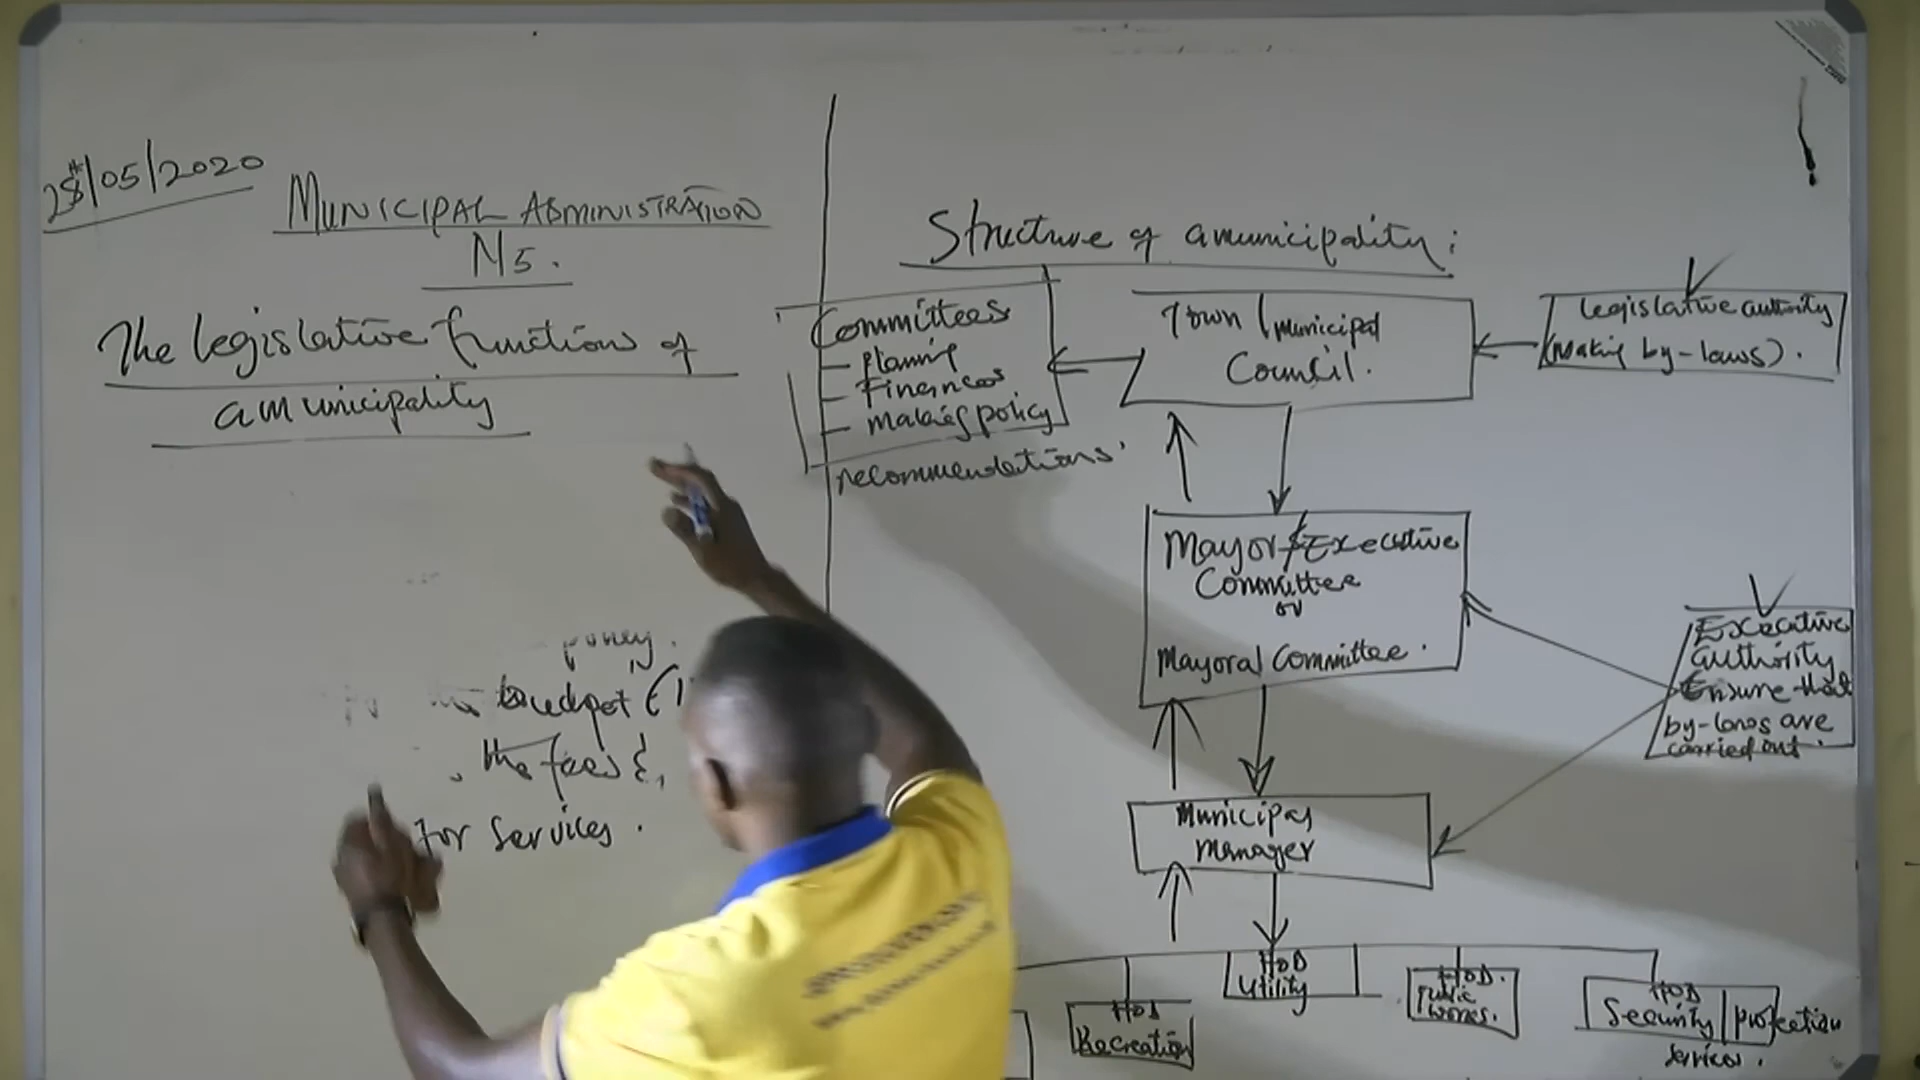 28/05/2020
MUNICIPAL ADMINISTRATION
N5.
The legislative functions of
a municipality
policy.
budget
the fees &
for services.
Structure of a municipality:
Committees
- planning
- Finances
- Making policy
recommendations.
Town / Municipal
Council.
legislative authority
(Making by-laws).
Mayor/Executive
Committee
or
Mayoral Committee.
Executive
authority
Ensure that
by-laws are
carried out.
Municipal
Manager
HOD
Recreation
HOD
Utility
HOD.
Public
Works.
HOD
Security / protection
services.